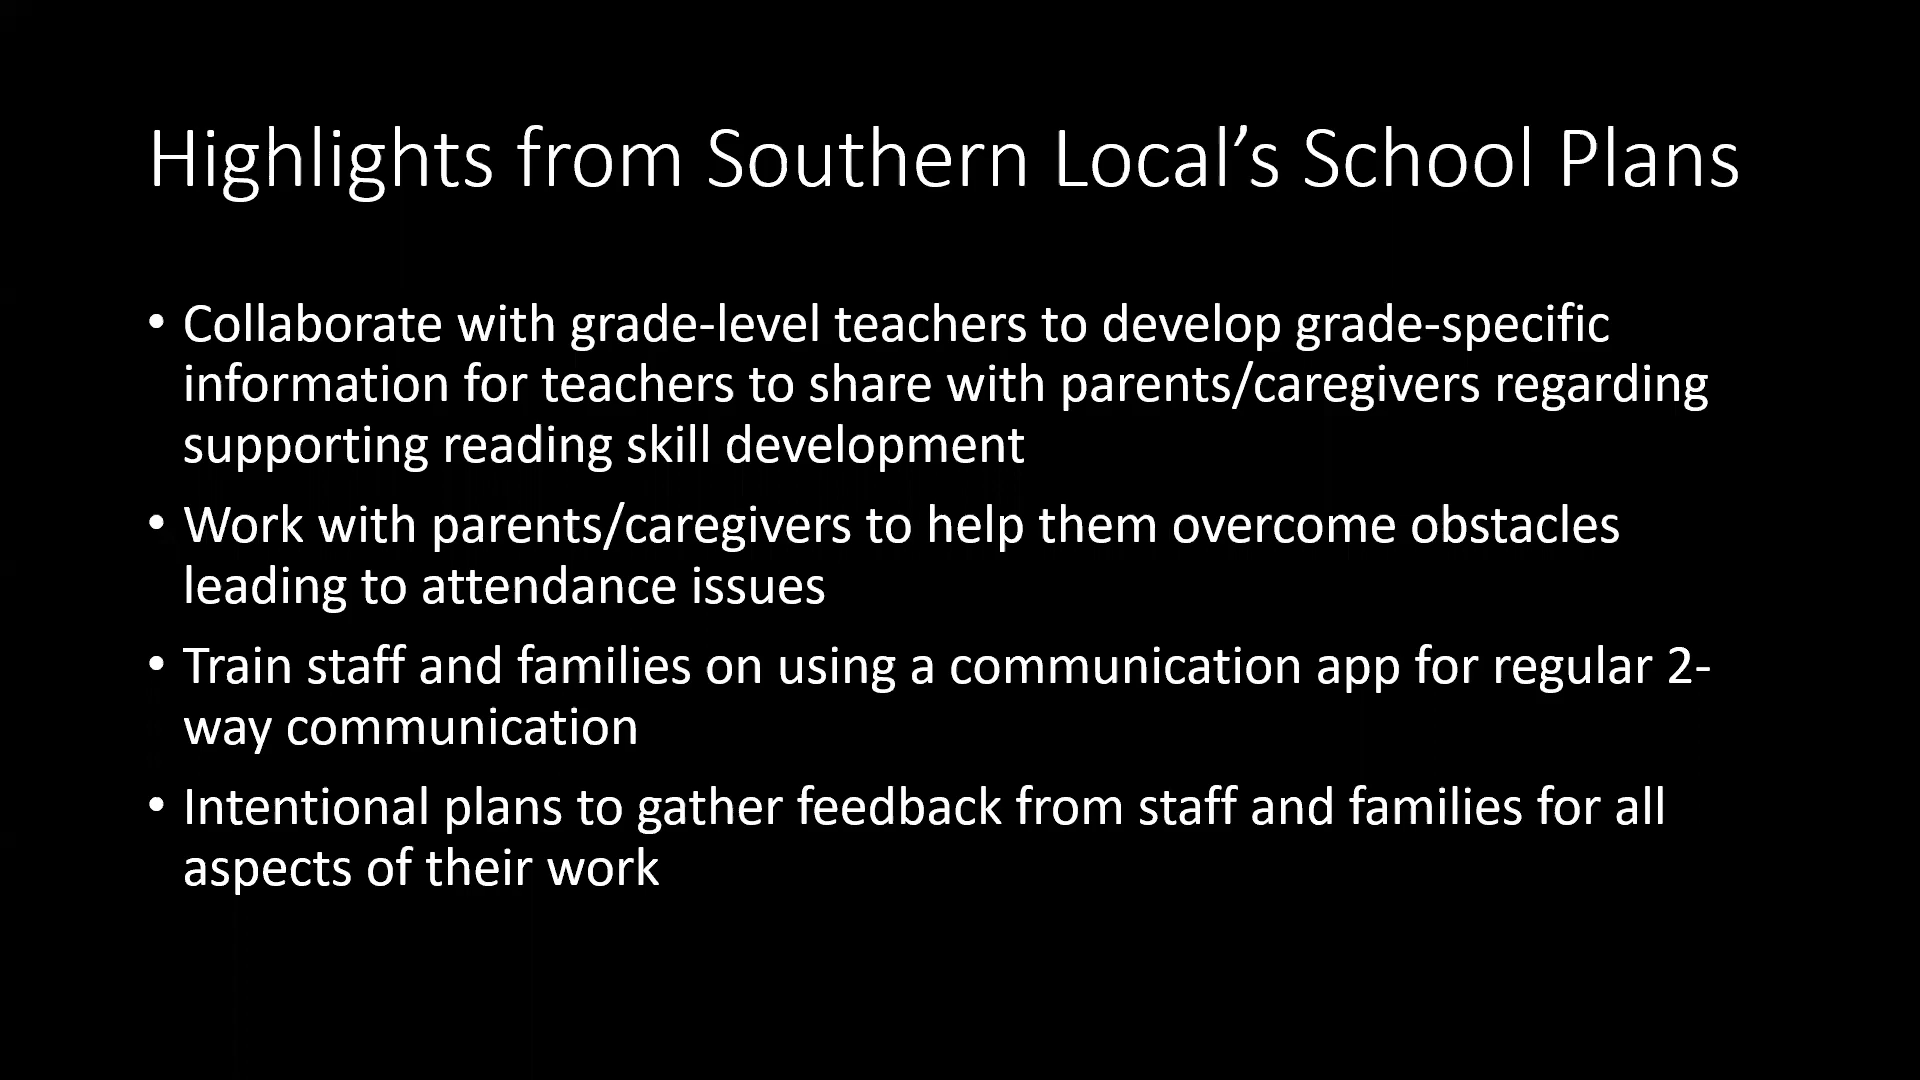 Highlights from Southern Local’s School Plans
• Collaborate with grade-level teachers to develop grade-specific
information for teachers to share with parents/caregivers regarding
supporting reading skill development
• Work with parents/caregivers to help them overcome obstacles
leading to attendance issues
• Train staff and families on using a communication app for regular 2-
way communication
• Intentional plans to gather feedback from staff and families for all
aspects of their work